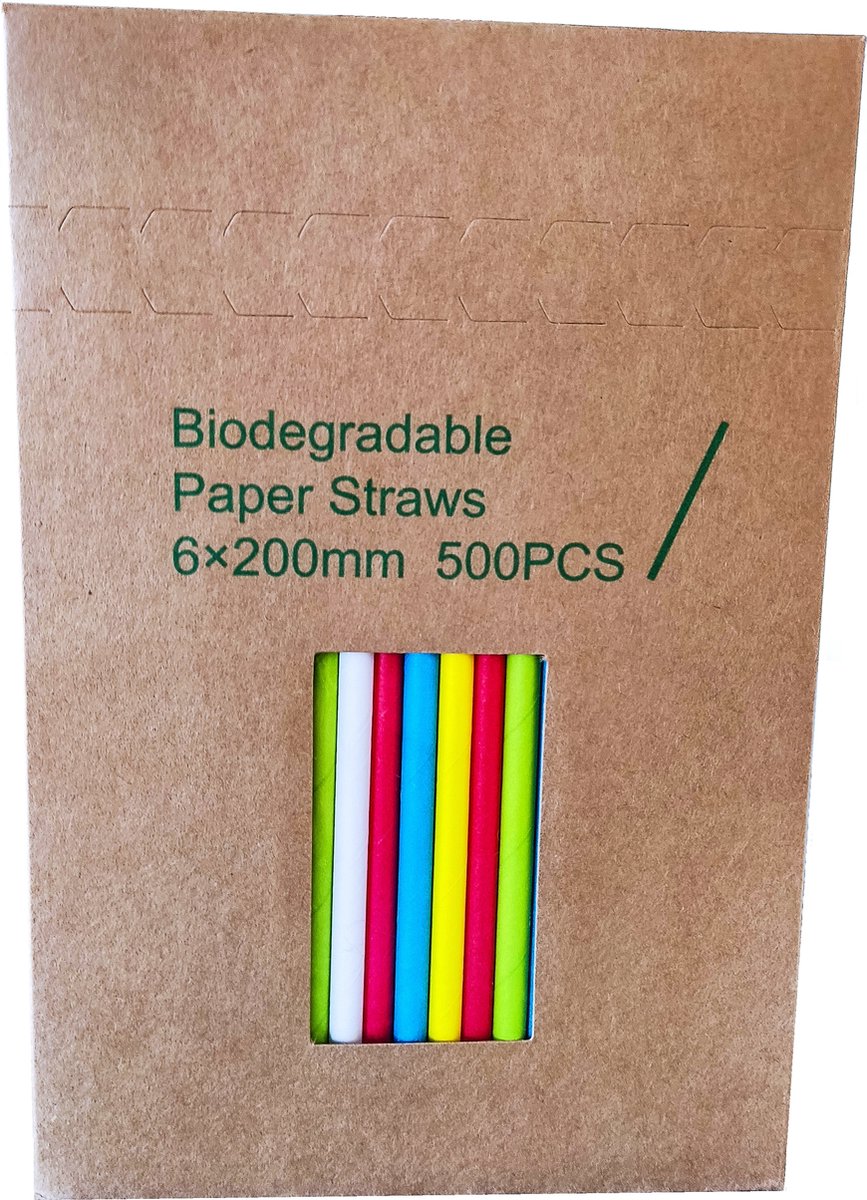 Biodegradable
Paper Straws
6×200mm 500PCS